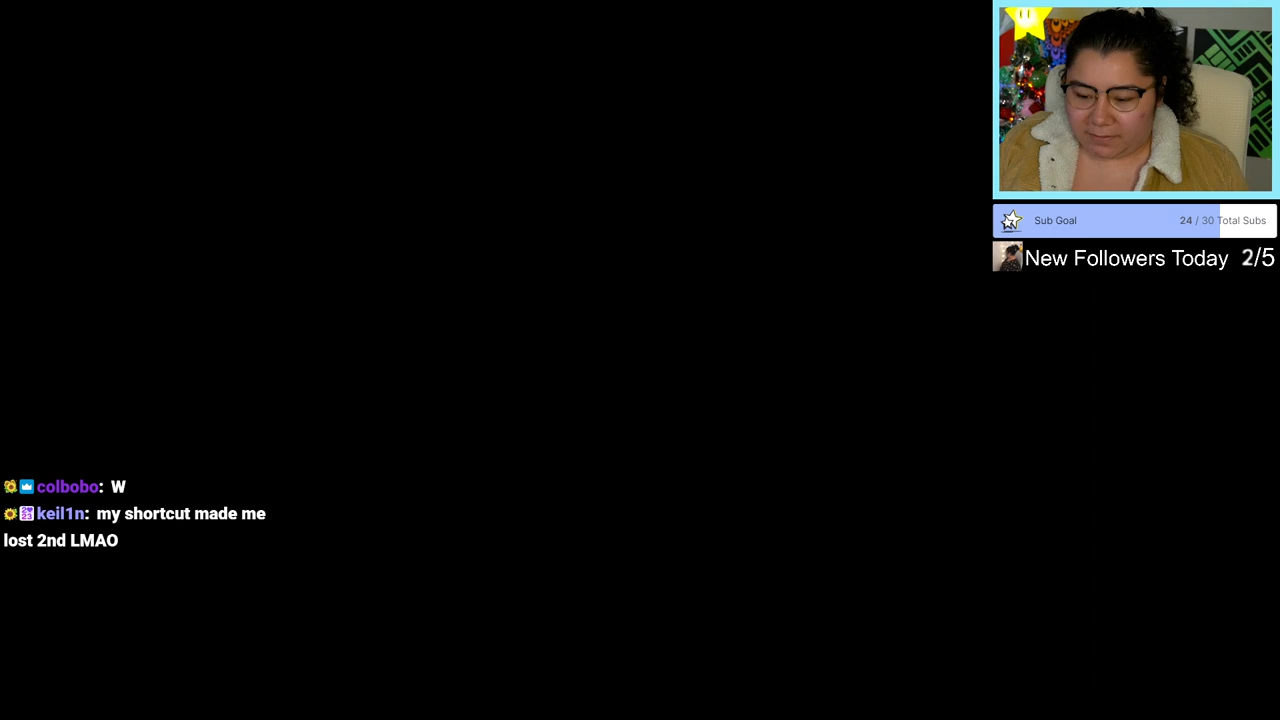 Sub Goal
24 / 30 Total Subs
New Followers Today 2/5
colbobo: W
keil1n: my shortcut made me
lost 2nd LMAO